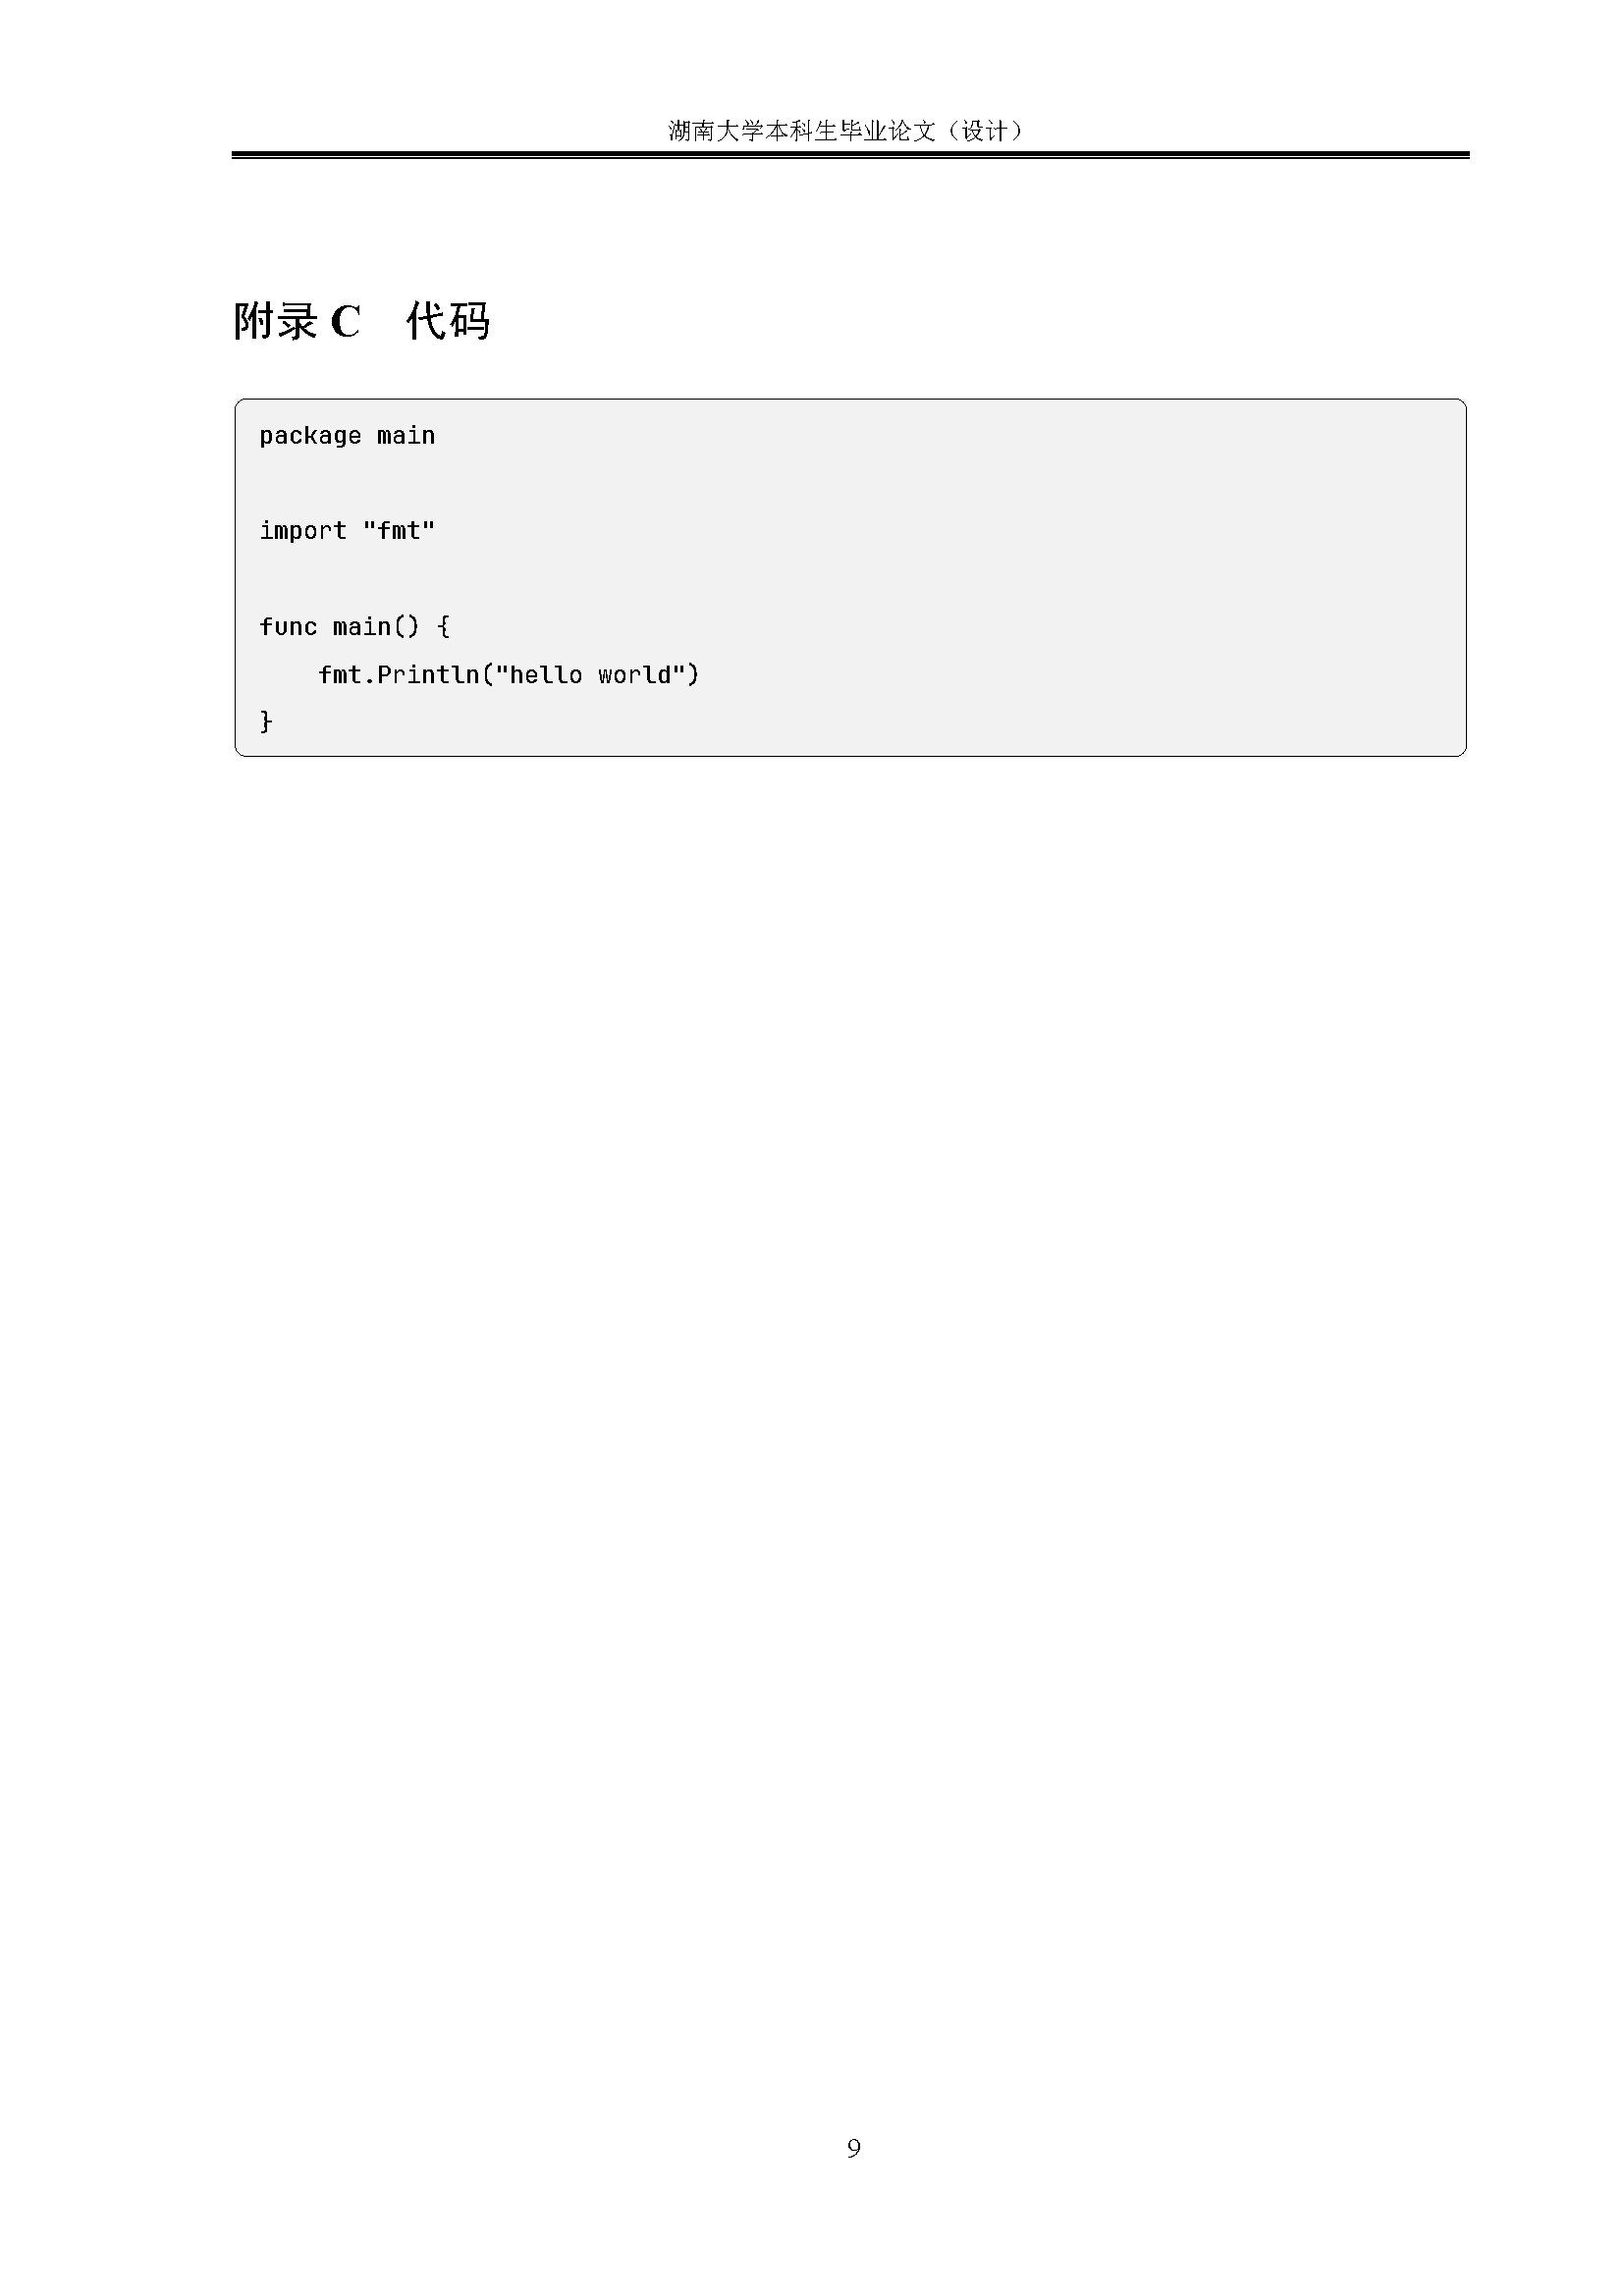 湖南大学本科生毕业论文（设计）
附录 C　代码
package main
import "fmt"
func main() {
    fmt.Println("hello world")
}
9